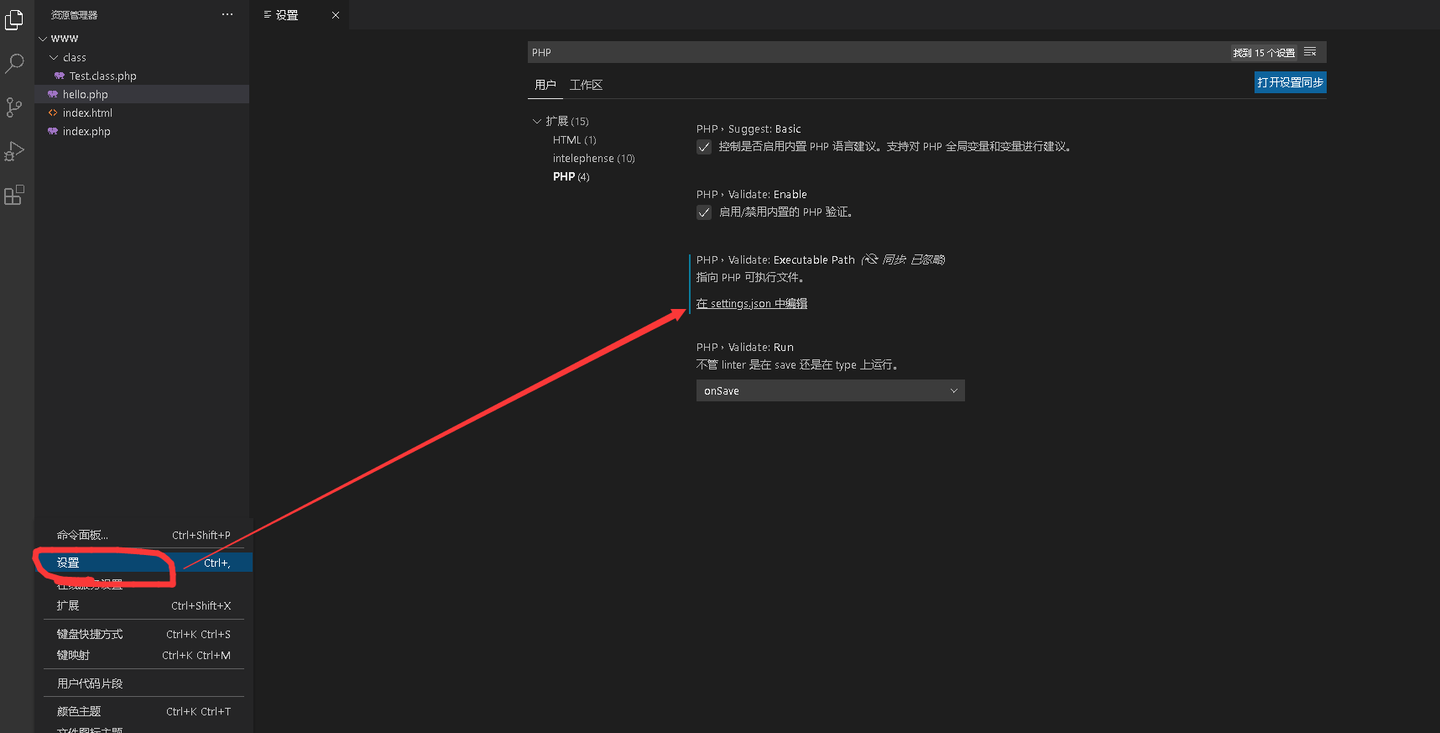 资源管理器 ···
设置
WWW
class
Test.class.php
hello.php
index.html
index.php
命令面板... Ctrl+Shift+P
设置 Ctrl+,
扩展 Ctrl+Shift+X
键盘快捷方式 Ctrl+K Ctrl+S
键映射 Ctrl+K Ctrl+M
用户代码片段
颜色主题 Ctrl+K Ctrl+T
PHP 找到 15 个设置
用户 工作区 打开设置同步
扩展 (15)
HTML (1)
intelephense (10)
PHP (4)
PHP › Suggest: Basic
控制是否启用内置 PHP 语言建议。支持对 PHP 全局变量和变量进行建议。
PHP › Validate: Enable
启用/禁用内置的 PHP 验证。
PHP › Validate: Executable Path (同步: 已忽略)
指向 PHP 可执行文件。
在 settings.json 中编辑
PHP › Validate: Run
不管 linter 是在 save 还是在 type 上运行。
onSave